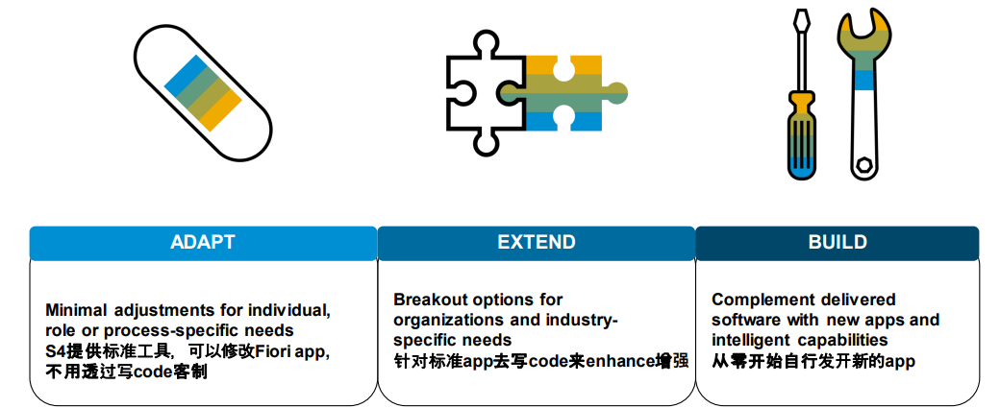 ADAPT
Minimal adjustments for individual,
role or process-specific needs
S4提供标准工具，可以修改Fiori app,
不用透过写code客制
EXTEND
Breakout options for
organizations and industry-
specific needs
针对标准app去写code来enhance增强
BUILD
Complement delivered
software with new apps and
intelligent capabilities
从零开始自行发开新的app